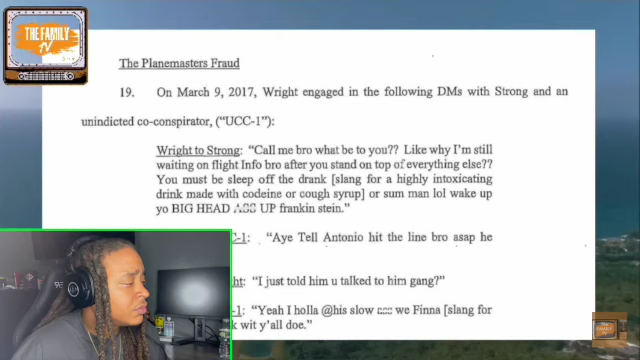 THE FAMILY
TV
The Planemasters Fraud
19. On March 9, 2017, Wright engaged in the following DMs with Strong and an
unindicted co-conspirator, ("UCC-1"):
Wright to Strong: "Call me bro what be to you?? Like why I'm still
waiting on flight Info bro after you stand on top of everything else??
You must be sleep off the drank [slang for a highly intoxicating
drink made with codeine or cough syrup] or sum man lol wake up
yo BIG HEAD ASS UP frankin stein."
-1: "Aye Tell Antonio hit the line bro asap he
ht: "I just told him u talked to him gang?"
-1: "Yeah I holla @his slow ass we Finna [slang for
k wit y'all doe."